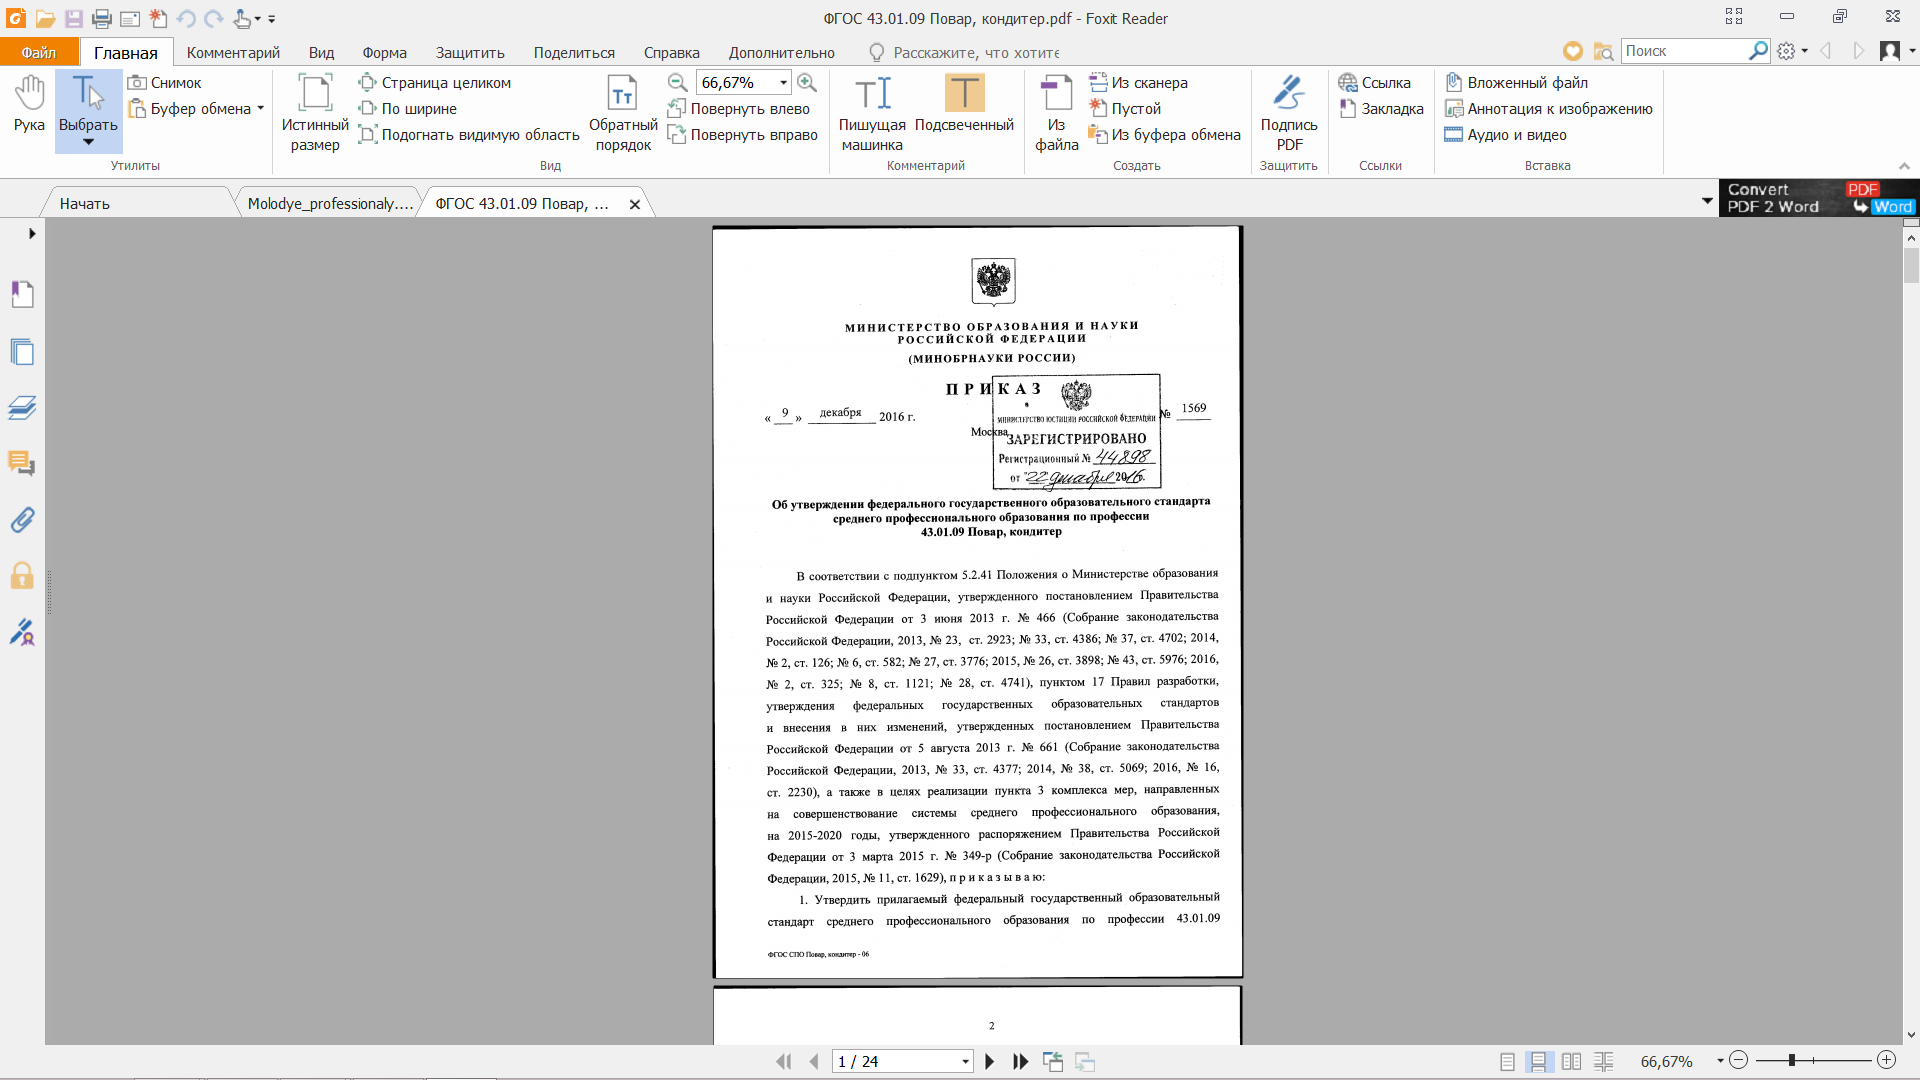 ФГОС 43.01.09 Повар, кондитер.pdf - Foxit Reader
Файл
Главная
Комментарий
Вид
Форма
Защитить
Поделиться
Справка
Дополнительно
Расскажите, что хотите
Поиск
Рука
Выбрать
Снимок
Буфер обмена
Утилиты
Истинный размер
Страница целиком
По ширине
Подогнать видимую область
Обратный порядок
66,67%
Повернуть влево
Повернуть вправо
Вид
Пишущая машинка
Подсвеченный
Комментарий
Из файла
Из сканера
Пустой
Из буфера обмена
Создать
Подпись PDF
Защитить
Ссылка
Закладка
Ссылки
Вложенный файл
Аннотация к изображению
Аудио и видео
Вставка
Начать
Molodye_professionaly....
ФГОС 43.01.09 Повар, ...
Convert PDF
PDF 2 Word Word
МИНИСТЕРСТВО ОБРАЗОВАНИЯ И НАУКИ
РОССИЙСКОЙ ФЕДЕРАЦИИ
(МИНОБРНАУКИ РОССИИ)
ПРИКАЗ
« 9 » декабря 2016 г.
№ 1569
Москва
МИНИСТЕРСТВО ЮСТИЦИИ РОССИЙСКОЙ ФЕДЕРАЦИИ
ЗАРЕГИСТРИРОВАНО
Регистрационный № 44898
от "22 декабря 2016г.
Об утверждении федерального государственного образовательного стандарта
среднего профессионального образования по профессии
43.01.09 Повар, кондитер
В соответствии с подпунктом 5.2.41 Положения о Министерстве образования
и науки Российской Федерации, утвержденного постановлением Правительства
Российской Федерации от 3 июня 2013 г. № 466 (Собрание законодательства
Российской Федерации, 2013, № 23, ст. 2923; № 33, ст. 4386; № 37, ст. 4702; 2014,
№ 2, ст. 126; № 6, ст. 582; № 27, ст. 3776; 2015, № 26, ст. 3898; № 43, ст. 5976; 2016,
№ 2, ст. 325; № 8, ст. 1121; № 28, ст. 4741), пунктом 17 Правил разработки,
утверждения федеральных государственных образовательных стандартов
и внесения в них изменений, утвержденных постановлением Правительства
Российской Федерации от 5 августа 2013 г. № 661 (Собрание законодательства
Российской Федерации, 2013, № 33, ст. 4377; 2014, № 38, ст. 5069; 2016, № 16,
ст. 2230), а также в целях реализации пункта 3 комплекса мер, направленных
на совершенствование системы среднего профессионального образования,
на 2015-2020 годы, утвержденного распоряжением Правительства Российской
Федерации от 3 марта 2015 г. № 349-р (Собрание законодательства Российской
Федерации, 2015, № 11, ст. 1629), п р и к а з ы в а ю:
1. Утвердить прилагаемый федеральный государственный образовательный
стандарт среднего профессионального образования по профессии 43.01.09
ФГОС СПО Повар, кондитер - 06
2
1 / 24
66,67%